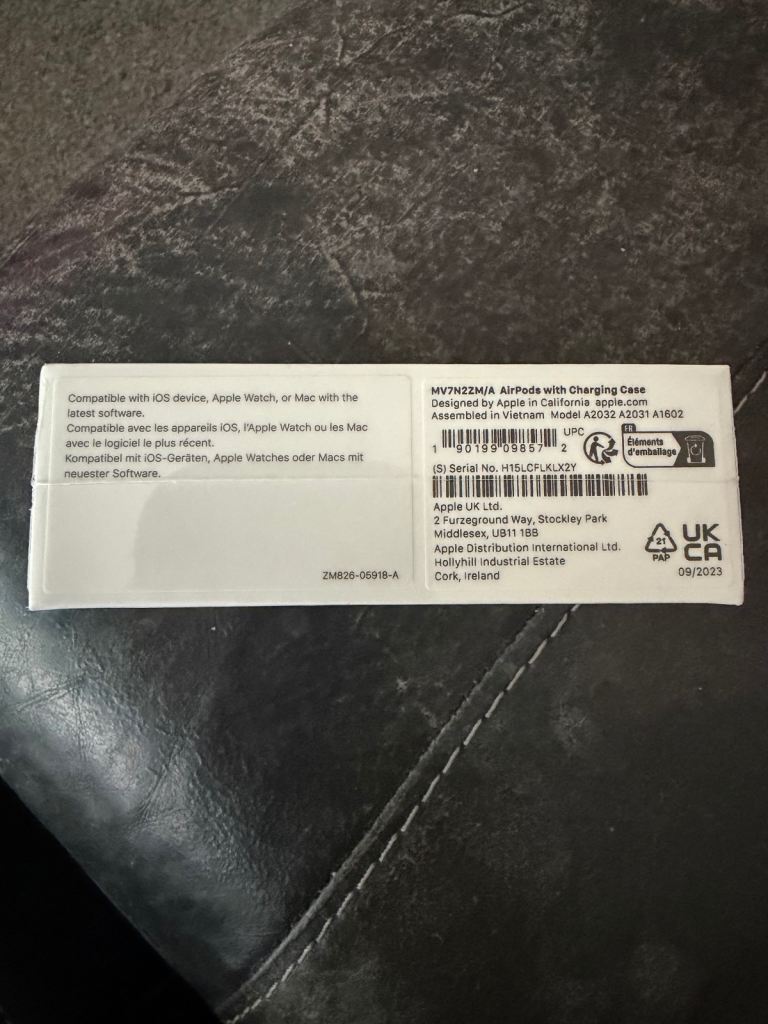 Compatible with iOS device, Apple Watch, or Mac with the
latest software.
Compatible avec les appareils iOS, l'Apple Watch ou les Mac
avec le logiciel le plus récent.
Kompatibel mit iOS-Geräten, Apple Watches oder Macs mit
neuester Software.
ZM826-05918-A
MV7N2ZM/A AirPods with Charging Case
Designed by Apple in California apple.com
Assembled in Vietnam Model A2032 A2031 A1602
UPC
1 90199 09857 2
FR
Éléments
d'emballage
(S) Serial No. H15LCFLKLX2Y
Apple UK Ltd.
2 Furzeground Way, Stockley Park
Middlesex, UB11 1BB
Apple Distribution International Ltd.
Hollyhill Industrial Estate
Cork, Ireland
21
PAP
UK
CA
09/2023